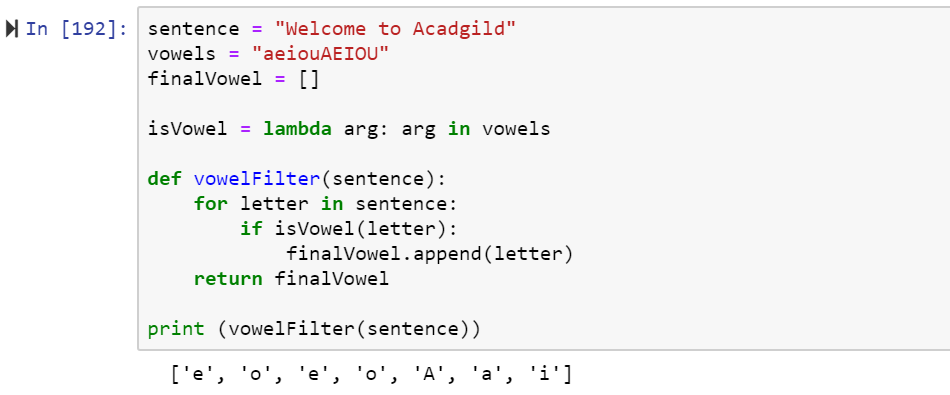 In [192]:
sentence = "Welcome to Acadgild"
vowels = "aeiouAEIOU"
finalVowel = []
isVowel = lambda arg: arg in vowels
def vowelFilter(sentence):
    for letter in sentence:
        if isVowel(letter):
            finalVowel.append(letter)
    return finalVowel
print (vowelFilter(sentence))
['e', 'o', 'e', 'o', 'A', 'a', 'i']